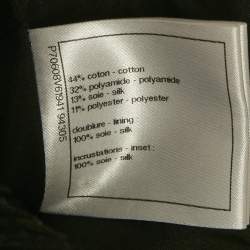 44% coton - cotton
32% polyamide - polyamide
13% soie - silk
11% polyester - polyester
doublure - lining :
100% soie - silk
incrustations - inset :
100% soie - silk
P70608V61941 94305